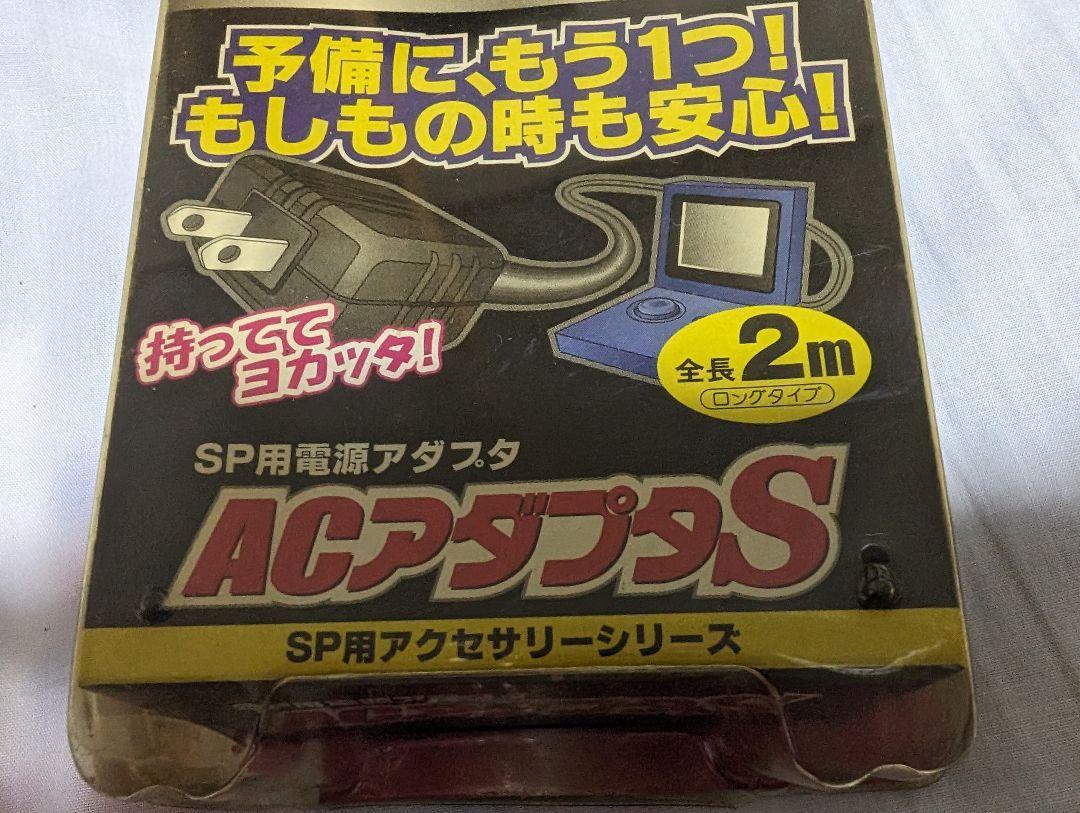 予備に、もう1つ!
もしもの時も安心!
持ってて
ヨカッタ!
全長2m
ロングタイプ
SP用電源アダプタ
ACアダプタS
SP用アクセサリーシリーズ